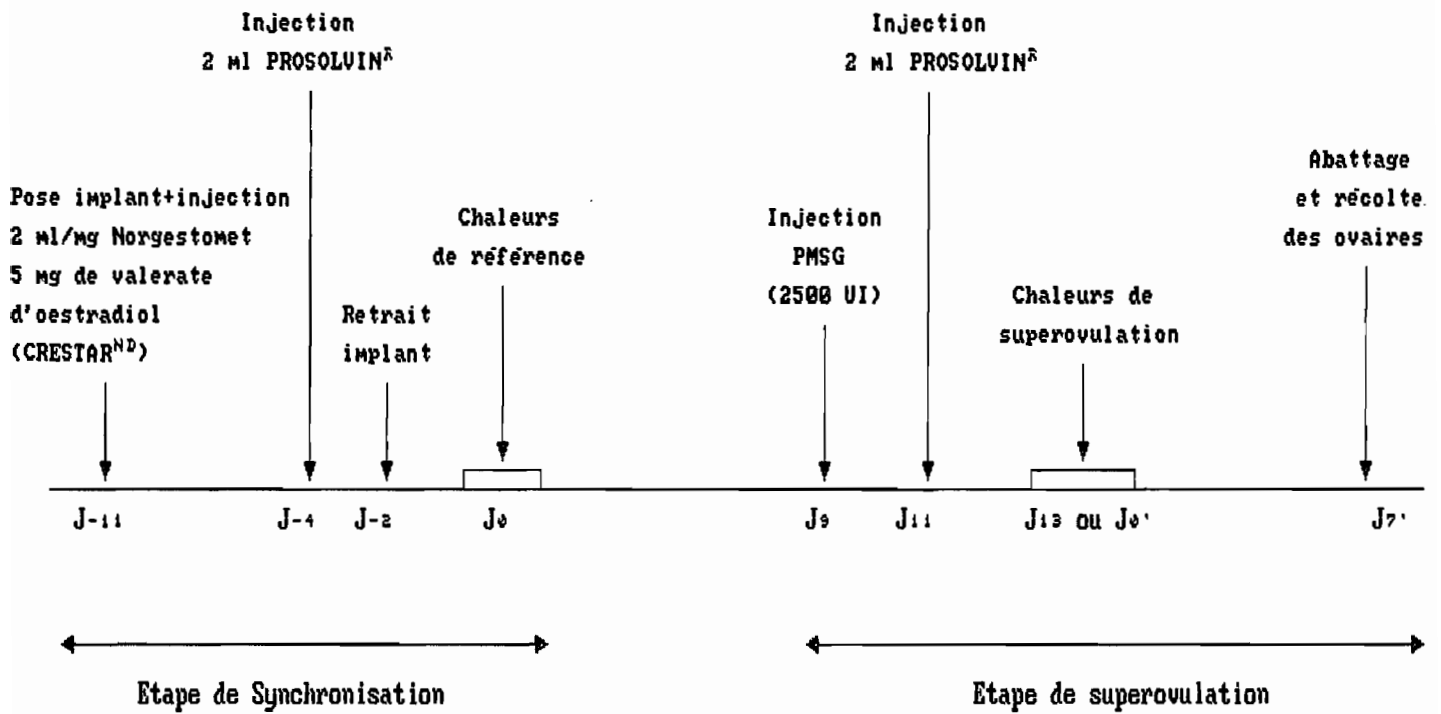 Injection
2 ml PROSOLVIN^R
Injection
2 ml PROSOLVIN^R
Pose implant+injection
2 ml/mg Norgestomet
5 mg de valerate
d'oestradiol
(CRESTAR^ND)
Retrait
implant
Chaleurs
de référence
Injection
PMSG
(2500 UI)
Chaleurs de
superovulation
Abattage
et récolte
des ovaires
J-11
J-4
J-2
J0
J9
J11
J13 ou J0'
J7'
Etape de Synchronisation
Etape de superovulation